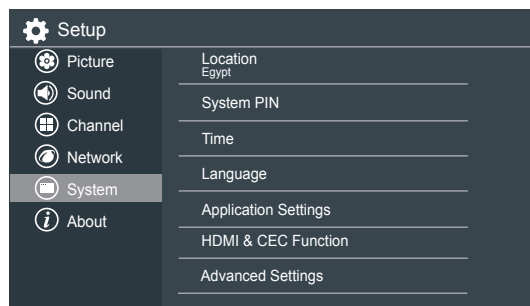 Setup
Picture
Sound
Channel
Network
System
About
Location
Egypt
System PIN
Time
Language
Application Settings
HDMI & CEC Function
Advanced Settings